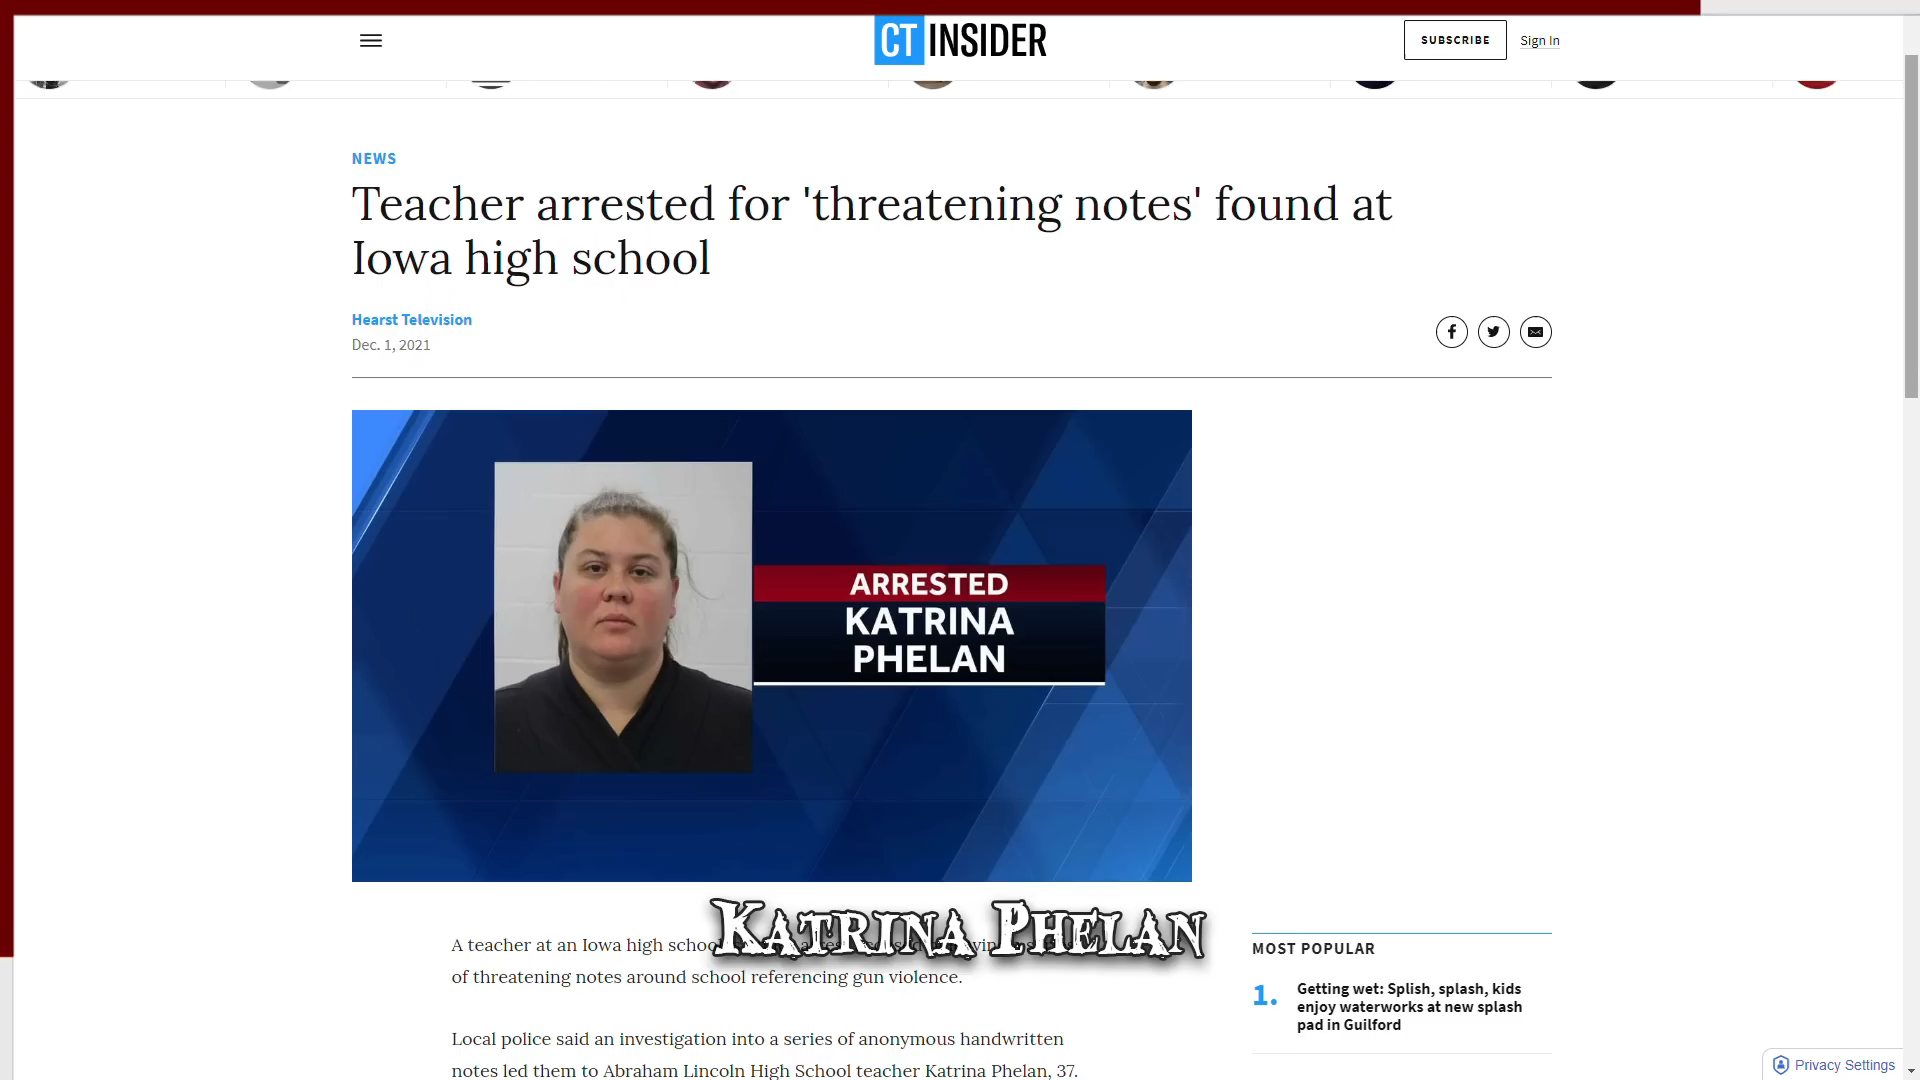 CT INSIDER
SUBSCRIBE
Sign In
NEWS
Teacher arrested for 'threatening notes' found at
Iowa high school
Hearst Television
Dec. 1, 2021
ARRESTED
KATRINA
PHELAN
KATRINA PHELAN
A teacher at an Iowa high school
of threatening notes around school referencing gun violence.
Local police said an investigation into a series of anonymous handwritten
notes led them to Abraham Lincoln High School teacher Katrina Phelan, 37.
MOST POPULAR
1. Getting wet: Splish, splash, kids
enjoy waterworks at new splash
pad in Guilford
Privacy Settings